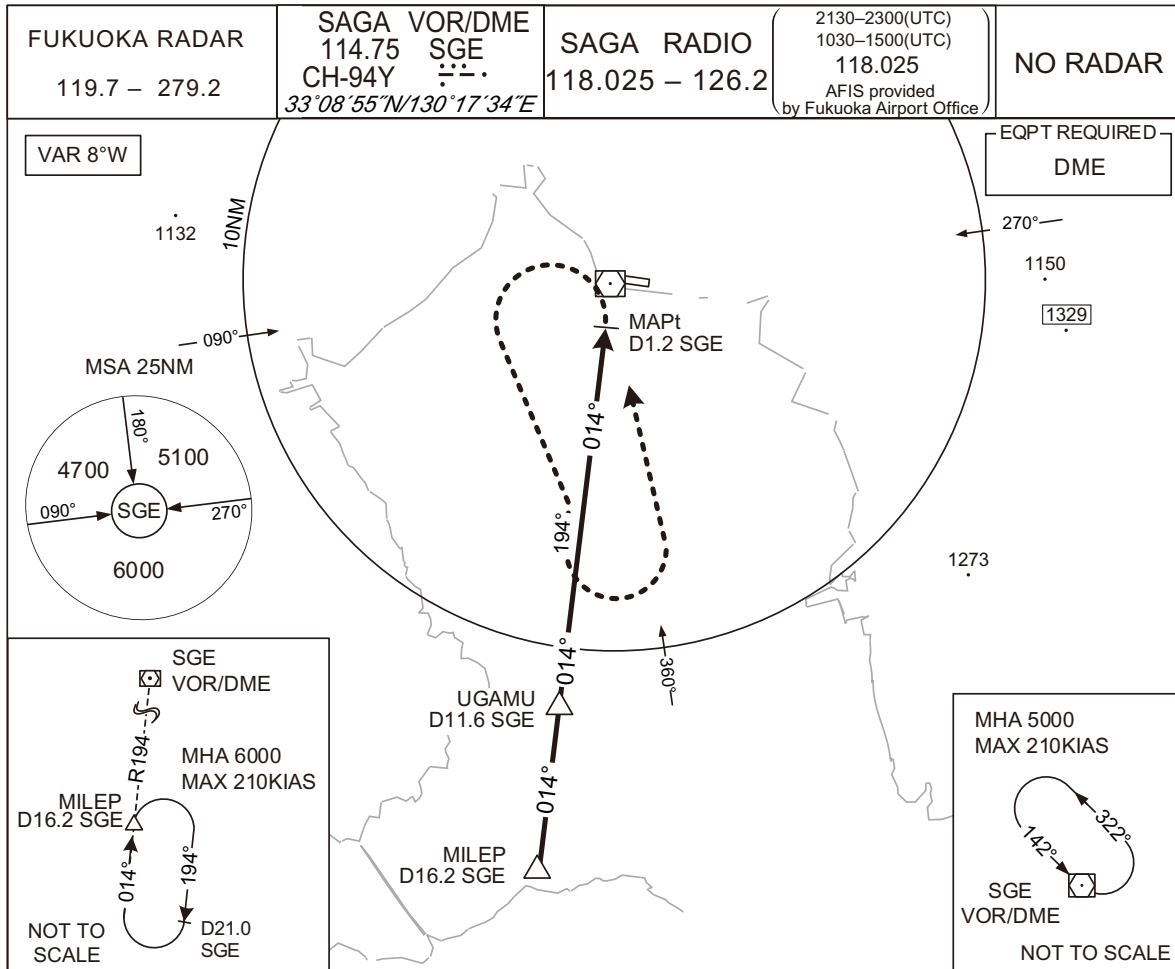 FUKUOKA RADAR
119.7 – 279.2
SAGA VOR/DME
114.75 SGE
CH-94Y
33°08′55″N/130°17′34″E
SAGA RADIO
118.025 – 126.2
2130–2300(UTC)
1030–1500(UTC)
118.025
AFIS provided
by Fukuoka Airport Office
NO RADAR
VAR 8°W
EQPT REQUIRED
DME
1132
10NM
270°
1150
1329
090°
MAPt
D1.2 SGE
MSA 25NM
180°
4700
5100
090°
SGE
270°
6000
014°
194°
1273
014°
360°
UGAMU
D11.6 SGE
014°
MILEP
D16.2 SGE
SGE
VOR/DME
R194
MHA 6000
MAX 210KIAS
MILEP
D16.2 SGE
014°
194°
D21.0
SGE
NOT TO
SCALE
MHA 5000
MAX 210KIAS
322°
142°
SGE
VOR/DME
NOT TO SCALE